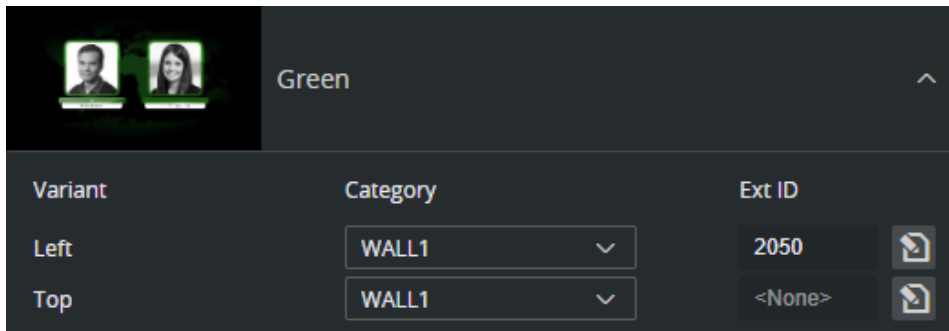 Green
Variant Category Ext ID
Left WALL1 2050
Top WALL1 <None>